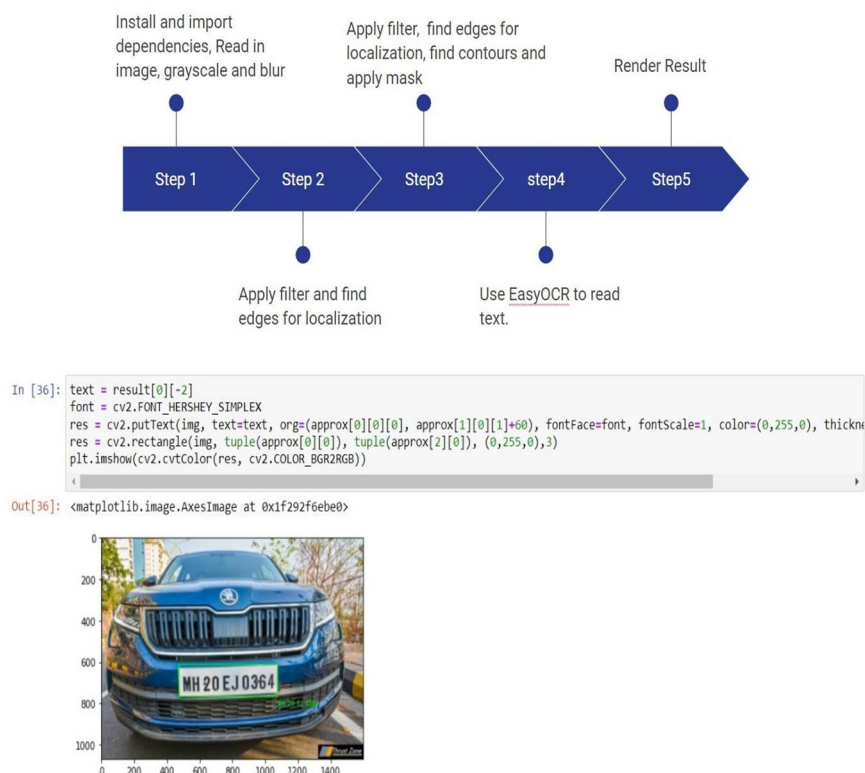 Install and import
dependencies, Read in
image, grayscale and blur
Apply filter, find edges for
localization, find contours and
apply mask
Render Result
Step 1
Step 2
Step3
step4
Step5
Apply filter and find
edges for localization
Use EasyOCR to read
text.
In [36]:
text = result[0][-2]
font = cv2.FONT_HERSHEY_SIMPLEX
res = cv2.putText(img, text=text, org=(approx[0][0][0], approx[1][0][1]+60), fontFace=font, fontScale=1, color=(0,255,0), thickne
res = cv2.rectangle(img, tuple(approx[0][0]), tuple(approx[2][0]), (0,255,0),3)
plt.imshow(cv2.cvtColor(res, cv2.COLOR_BGR2RGB))
Out[36]: <matplotlib.image.AxesImage at 0x1f292f6ebe0>
0
200
400
600
800
1000
MH 20 EJ 0364
Thrust Zone
0 200 400 600 800 1000 1200 1400